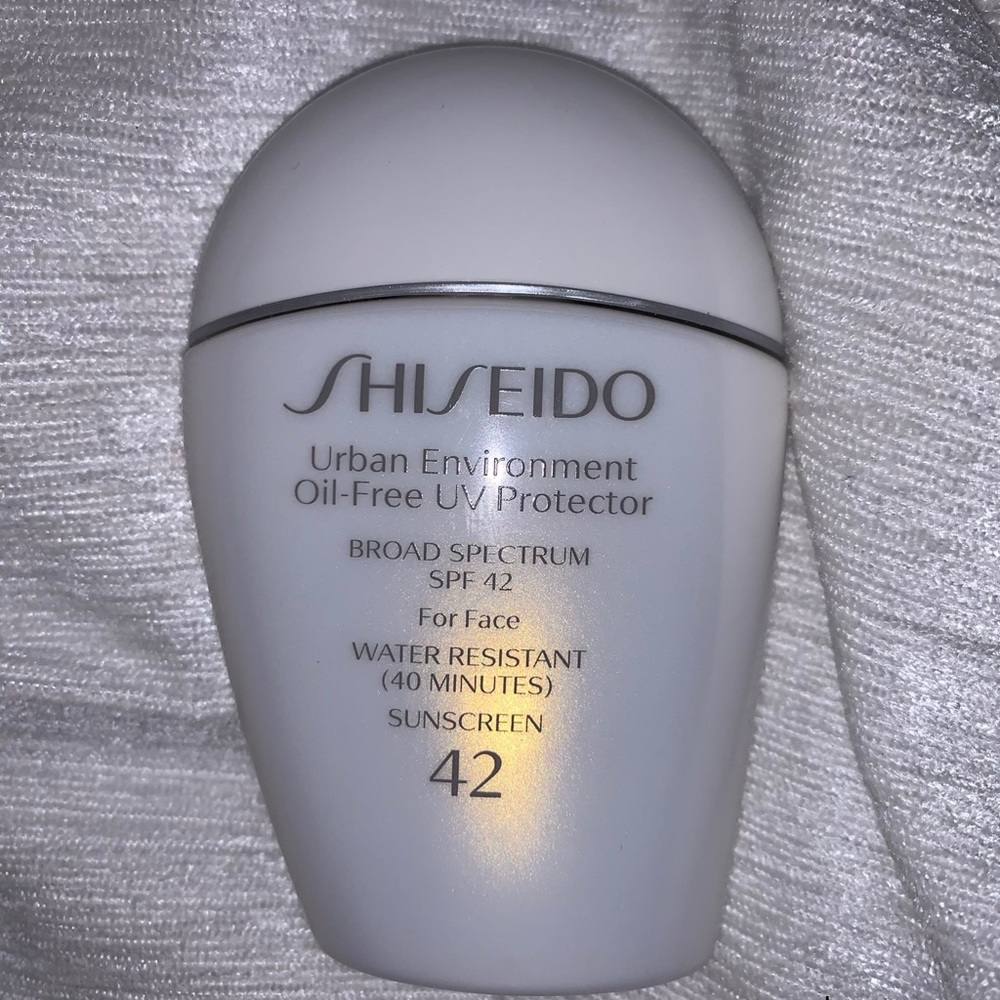 SHISEIDO
Urban Environment
Oil-Free UV Protector
BROAD SPECTRUM
SPF 42
For Face
WATER RESISTANT
(40 MINUTES)
SUNSCREEN
42